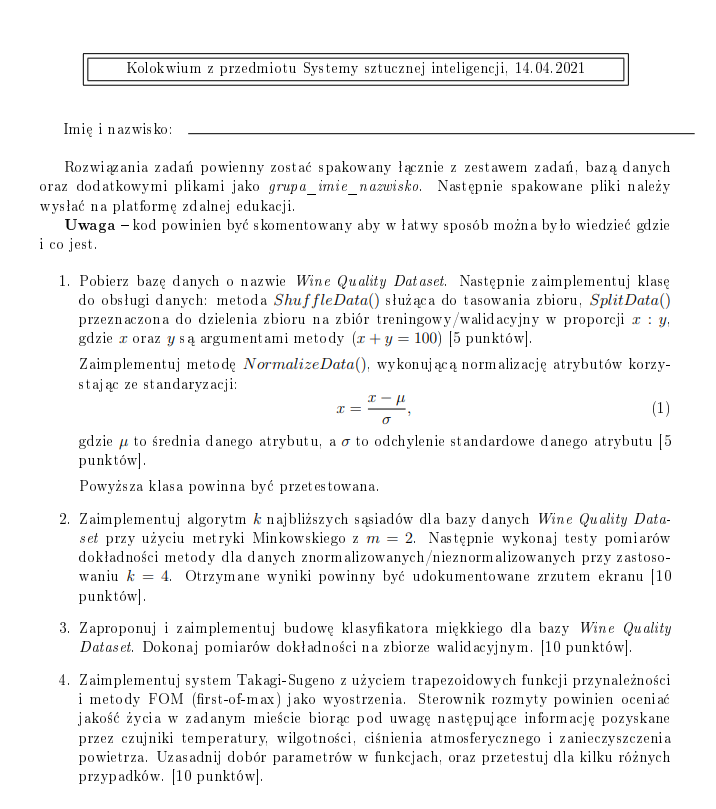 Kolokwium z przedmiotu Systemy sztucznej inteligencji, 14.04.2021
Imię i nazwisko:
Rozwiązania zadań powienny zostać spakowany łącznie z zestawem zadań, bazą danych
oraz dodatkowymi plikami jako grupa_imie_nazwisko. Następnie spakowane pliki należy
wysłać na platformę zdalnej edukacji.
Uwaga – kod powinien być skomentowany aby w łatwy sposób można było wiedzieć gdzie
i co jest.
1. Pobierz bazę danych o nazwie Wine Quality Dataset. Następnie zaimplementuj klasę
do obsługi danych: metoda ShuffleData() służąca do tasowania zbioru, SplitData()
przeznaczona do dzielenia zbioru na zbiór treningowy/walidacyjny w proporcji x : y,
gdzie x oraz y są argumentami metody (x + y = 100) [5 punktów].
Zaimplementuj metodę NormalizeData(), wykonującą normalizację atrybutów korzy-
stając ze standaryzacji:
x = \frac{x − μ}{σ}, (1)
gdzie μ to średnia danego atrybutu, a σ to odchylenie standardowe danego atrybutu [5
punktów].
Powyższa klasa powinna być przetestowana.
2. Zaimplementuj algorytm k najbliższych sąsiadów dla bazy danych Wine Quality Data-
set przy użyciu metryki Minkowskiego z m = 2. Następnie wykonaj testy pomiarów
dokładności metody dla danych znormalizowanych/nieznormalizowanych przy zastoso-
waniu k = 4. Otrzymane wyniki powinny być udokumentowane zrzutem ekranu [10
punktów].
3. Zaproponuj i zaimplementuj budowę klasyfikatora miękkiego dla bazy Wine Quality
Dataset. Dokonaj pomiarów dokładności na zbiorze walidacyjnym. [10 punktów].
4. Zaimplementuj system Takagi-Sugeno z użyciem trapezoidowych funkcji przynależności
i metody FOM (first-of-max) jako wyostrzenia. Sterownik rozmyty powinien oceniać
jakość życia w zadanym mieście biorąc pod uwagę następujące informację pozyskane
przez czujniki temperatury, wilgotności, ciśnienia atmosferycznego i zanieczyszczenia
powietrza. Uzasadnij dobór parametrów w funkcjach, oraz przetestuj dla kilku różnych
przypadków. [10 punktów].